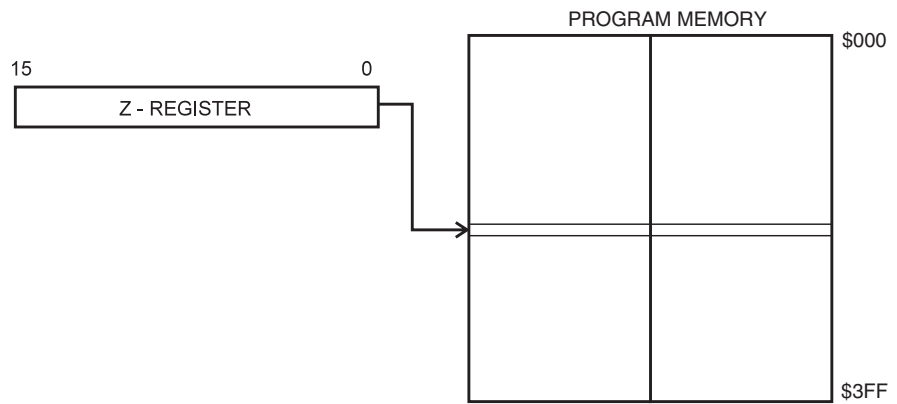 PROGRAM MEMORY
$000
15 0
Z - REGISTER
$3FF